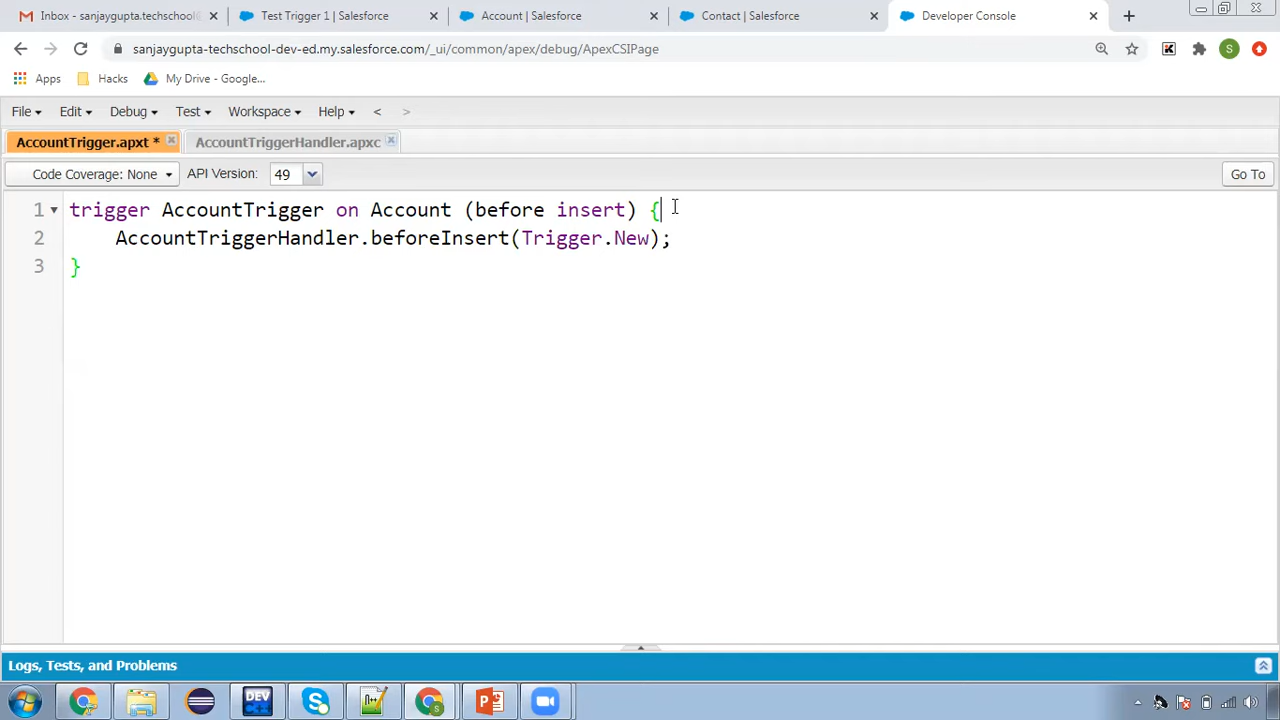 Inbox - sanjaygupta.techschool@
Test Trigger 1 | Salesforce
Account | Salesforce
Contact | Salesforce
Developer Console
sanjaygupta-techschool-dev-ed.my.salesforce.com/_ui/common/apex/debug/ApexCSIPage
S
Apps
Hacks
My Drive - Google...
File
Edit
Debug
Test
Workspace
Help
<
>
AccountTrigger.apxt *
AccountTriggerHandler.apxc
Code Coverage: None
API Version:
49
Go To
1 trigger AccountTrigger on Account (before insert) {
2 AccountTriggerHandler.beforeInsert(Trigger.New);
3 }
Logs, Tests, and Problems